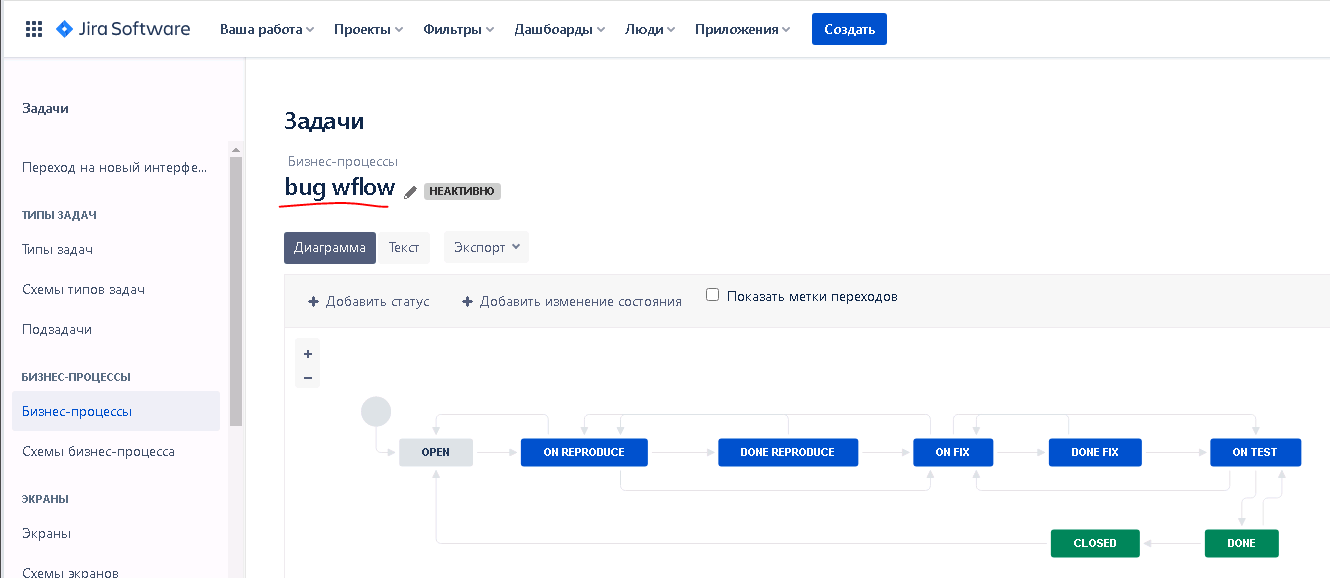 Jira Software Ваша работа Проекты Фильтры Дашборды Люди Приложения Создать
Задачи
Переход на новый интерфе...
ТИПЫ ЗАДАЧ
Типы задач
Схемы типов задач
Подзадачи
БИЗНЕС-ПРОЦЕССЫ
Бизнес-процессы
Схемы бизнес-процесса
ЭКРАНЫ
Экраны
Схемы экранов
Задачи
Бизнес-процессы
bug wflow НЕАКТИВНО
Диаграмма Текст Экспорт
+ Добавить статус + Добавить изменение состояния Показать метки переходов
+
−
OPEN ON REPRODUCE DONE REPRODUCE ON FIX DONE FIX ON TEST
CLOSED DONE